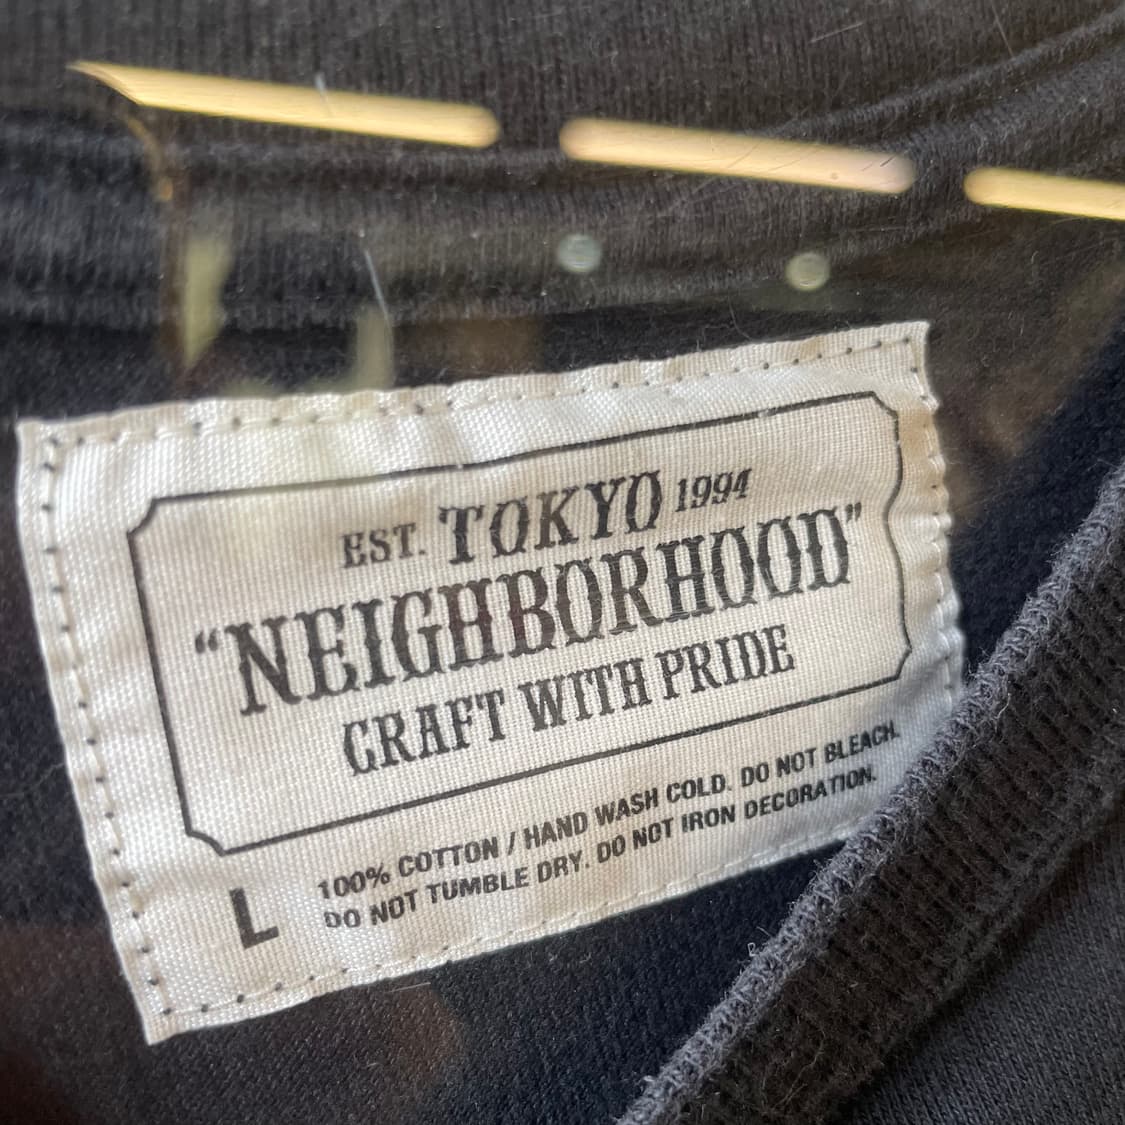 EST. TOKYO 1994
“NEIGHBORHOOD”
CRAFT WITH PRIDE
L
100% COTTON / HAND WASH COLD. DO NOT BLEACH.
DO NOT TUMBLE DRY. DO NOT IRON DECORATION.